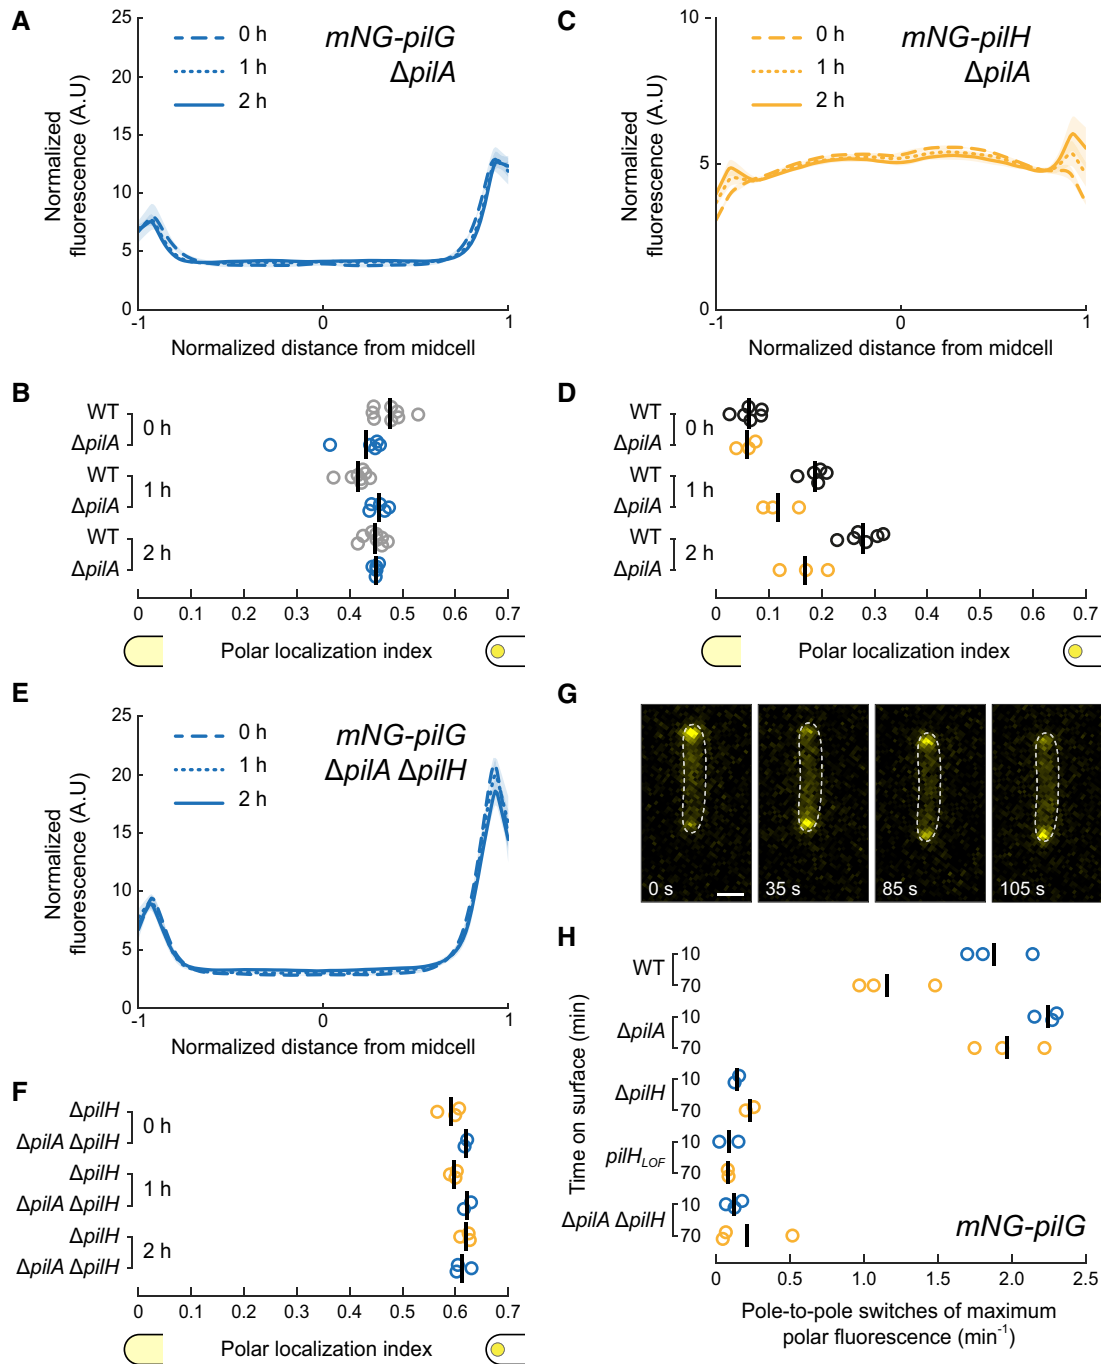 A
25
20
15
10
5
0
-1
0
1
Normalized
fluorescence (A.U)
0 h
1 h
2 h
mNG-pilG
ΔpilA
Normalized distance from midcell
C
10
5
0
-1
0
1
Normalized
fluorescence (A.U)
0 h
1 h
2 h
mNG-pilH
ΔpilA
Normalized distance from midcell
B
WT
ΔpilA
0 h
WT
ΔpilA
1 h
WT
ΔpilA
2 h
0 0.1 0.2 0.3 0.4 0.5 0.6 0.7
Polar localization index
D
WT
ΔpilA
0 h
WT
ΔpilA
1 h
WT
ΔpilA
2 h
0 0.1 0.2 0.3 0.4 0.5 0.6 0.7
Polar localization index
E
25
20
15
10
5
0
-1
0
1
Normalized
fluorescence (A.U)
0 h
1 h
2 h
mNG-pilG
ΔpilA ΔpilH
Normalized distance from midcell
G
0 s
35 s
85 s
105 s
F
ΔpilH
ΔpilA ΔpilH
0 h
ΔpilH
ΔpilA ΔpilH
1 h
ΔpilH
ΔpilA ΔpilH
2 h
0 0.1 0.2 0.3 0.4 0.5 0.6 0.7
Polar localization index
H
Time on surface (min)
WT
10
70
ΔpilA
10
70
ΔpilH
10
70
pilH_LOF
10
70
ΔpilA ΔpilH
10
70
mNG-pilG
0 0.5 1.0 1.5 2.0 2.5
Pole-to-pole switches of maximum
polar fluorescence (min⁻¹)